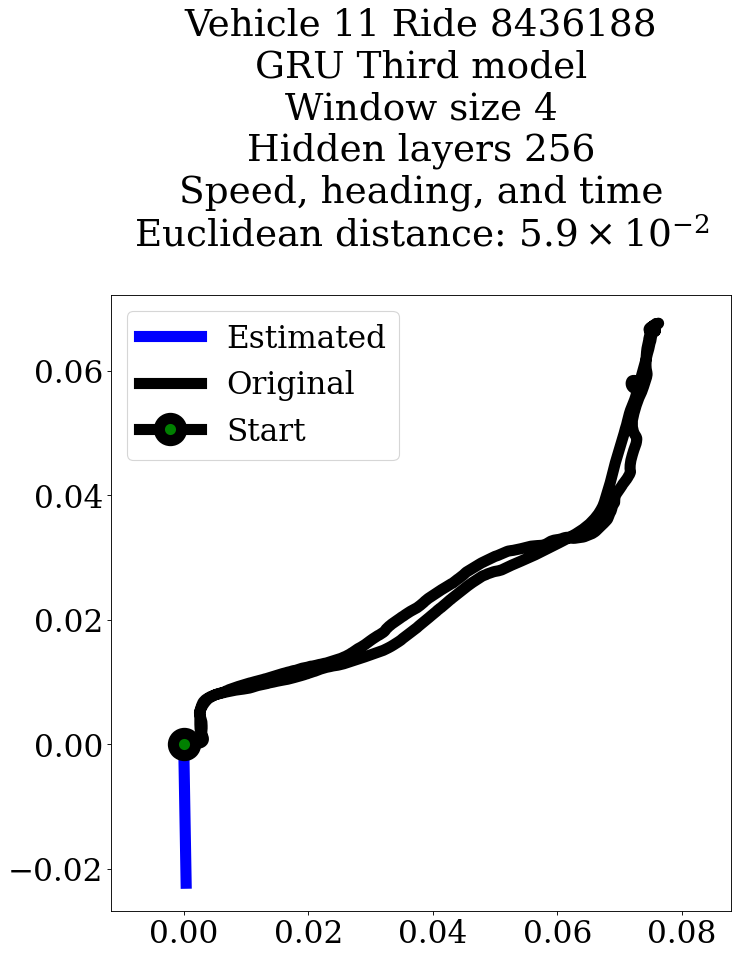 Vehicle 11 Ride 8436188
GRU Third model
Window size 4
Hidden layers 256
Speed, heading, and time
Euclidean distance: 5.9 × 10⁻²
Estimated
Original
Start
0.06
0.04
0.02
0.00
−0.02
0.00 0.02 0.04 0.06 0.08